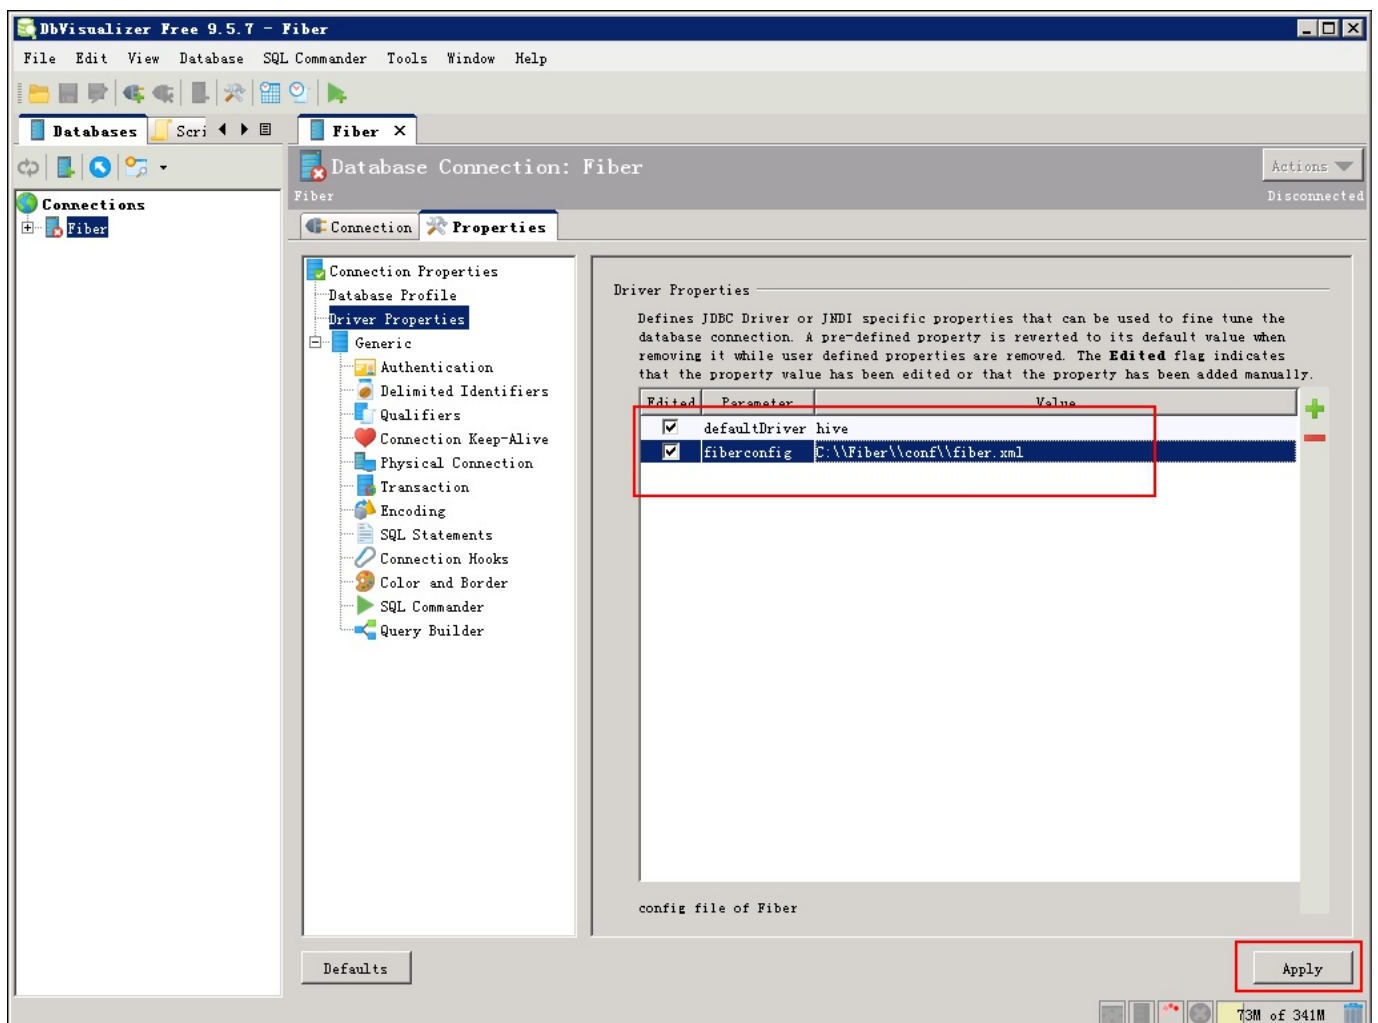 DbVisualizer Free 9.5.7 - Fiber
File Edit View Database SQL Commander Tools Window Help
Databases Scri Fiber X
Database Connection: Fiber
Actions
Fiber
Disconnected
Connections
Fiber
Connection Properties
Connection Properties
Database Profile
Driver Properties
Generic
Authentication
Delimited Identifiers
Qualifiers
Connection Keep-Alive
Physical Connection
Transaction
Encoding
SQL Statements
Connection Hooks
Color and Border
SQL Commander
Query Builder
Driver Properties
Defines JDBC Driver or JNDI specific properties that can be used to fine tune the
database connection. A pre-defined property is reverted to its default value when
removing it while user defined properties are removed. The Edited flag indicates
that the property value has been edited or that the property has been added manually.
Edited Parameter Value
defaultDriver hive
fiberconfig C:\\Fiber\\conf\\fiber.xml
config file of Fiber
Defaults
Apply
73M of 341M